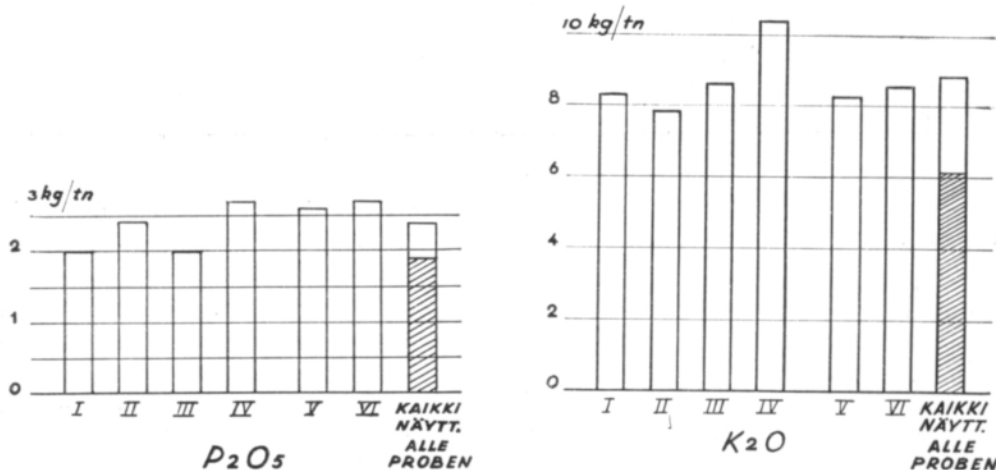 3 kg/tn
2
1
0
I II III IV V VI KAIKKI
NÄYTT.
ALLE
PROBEN
P2O5
10 kg/tn
8
6
4
2
0
I II III IV V VI KAIKKI
NÄYTT.
ALLE
PROBEN
K2O